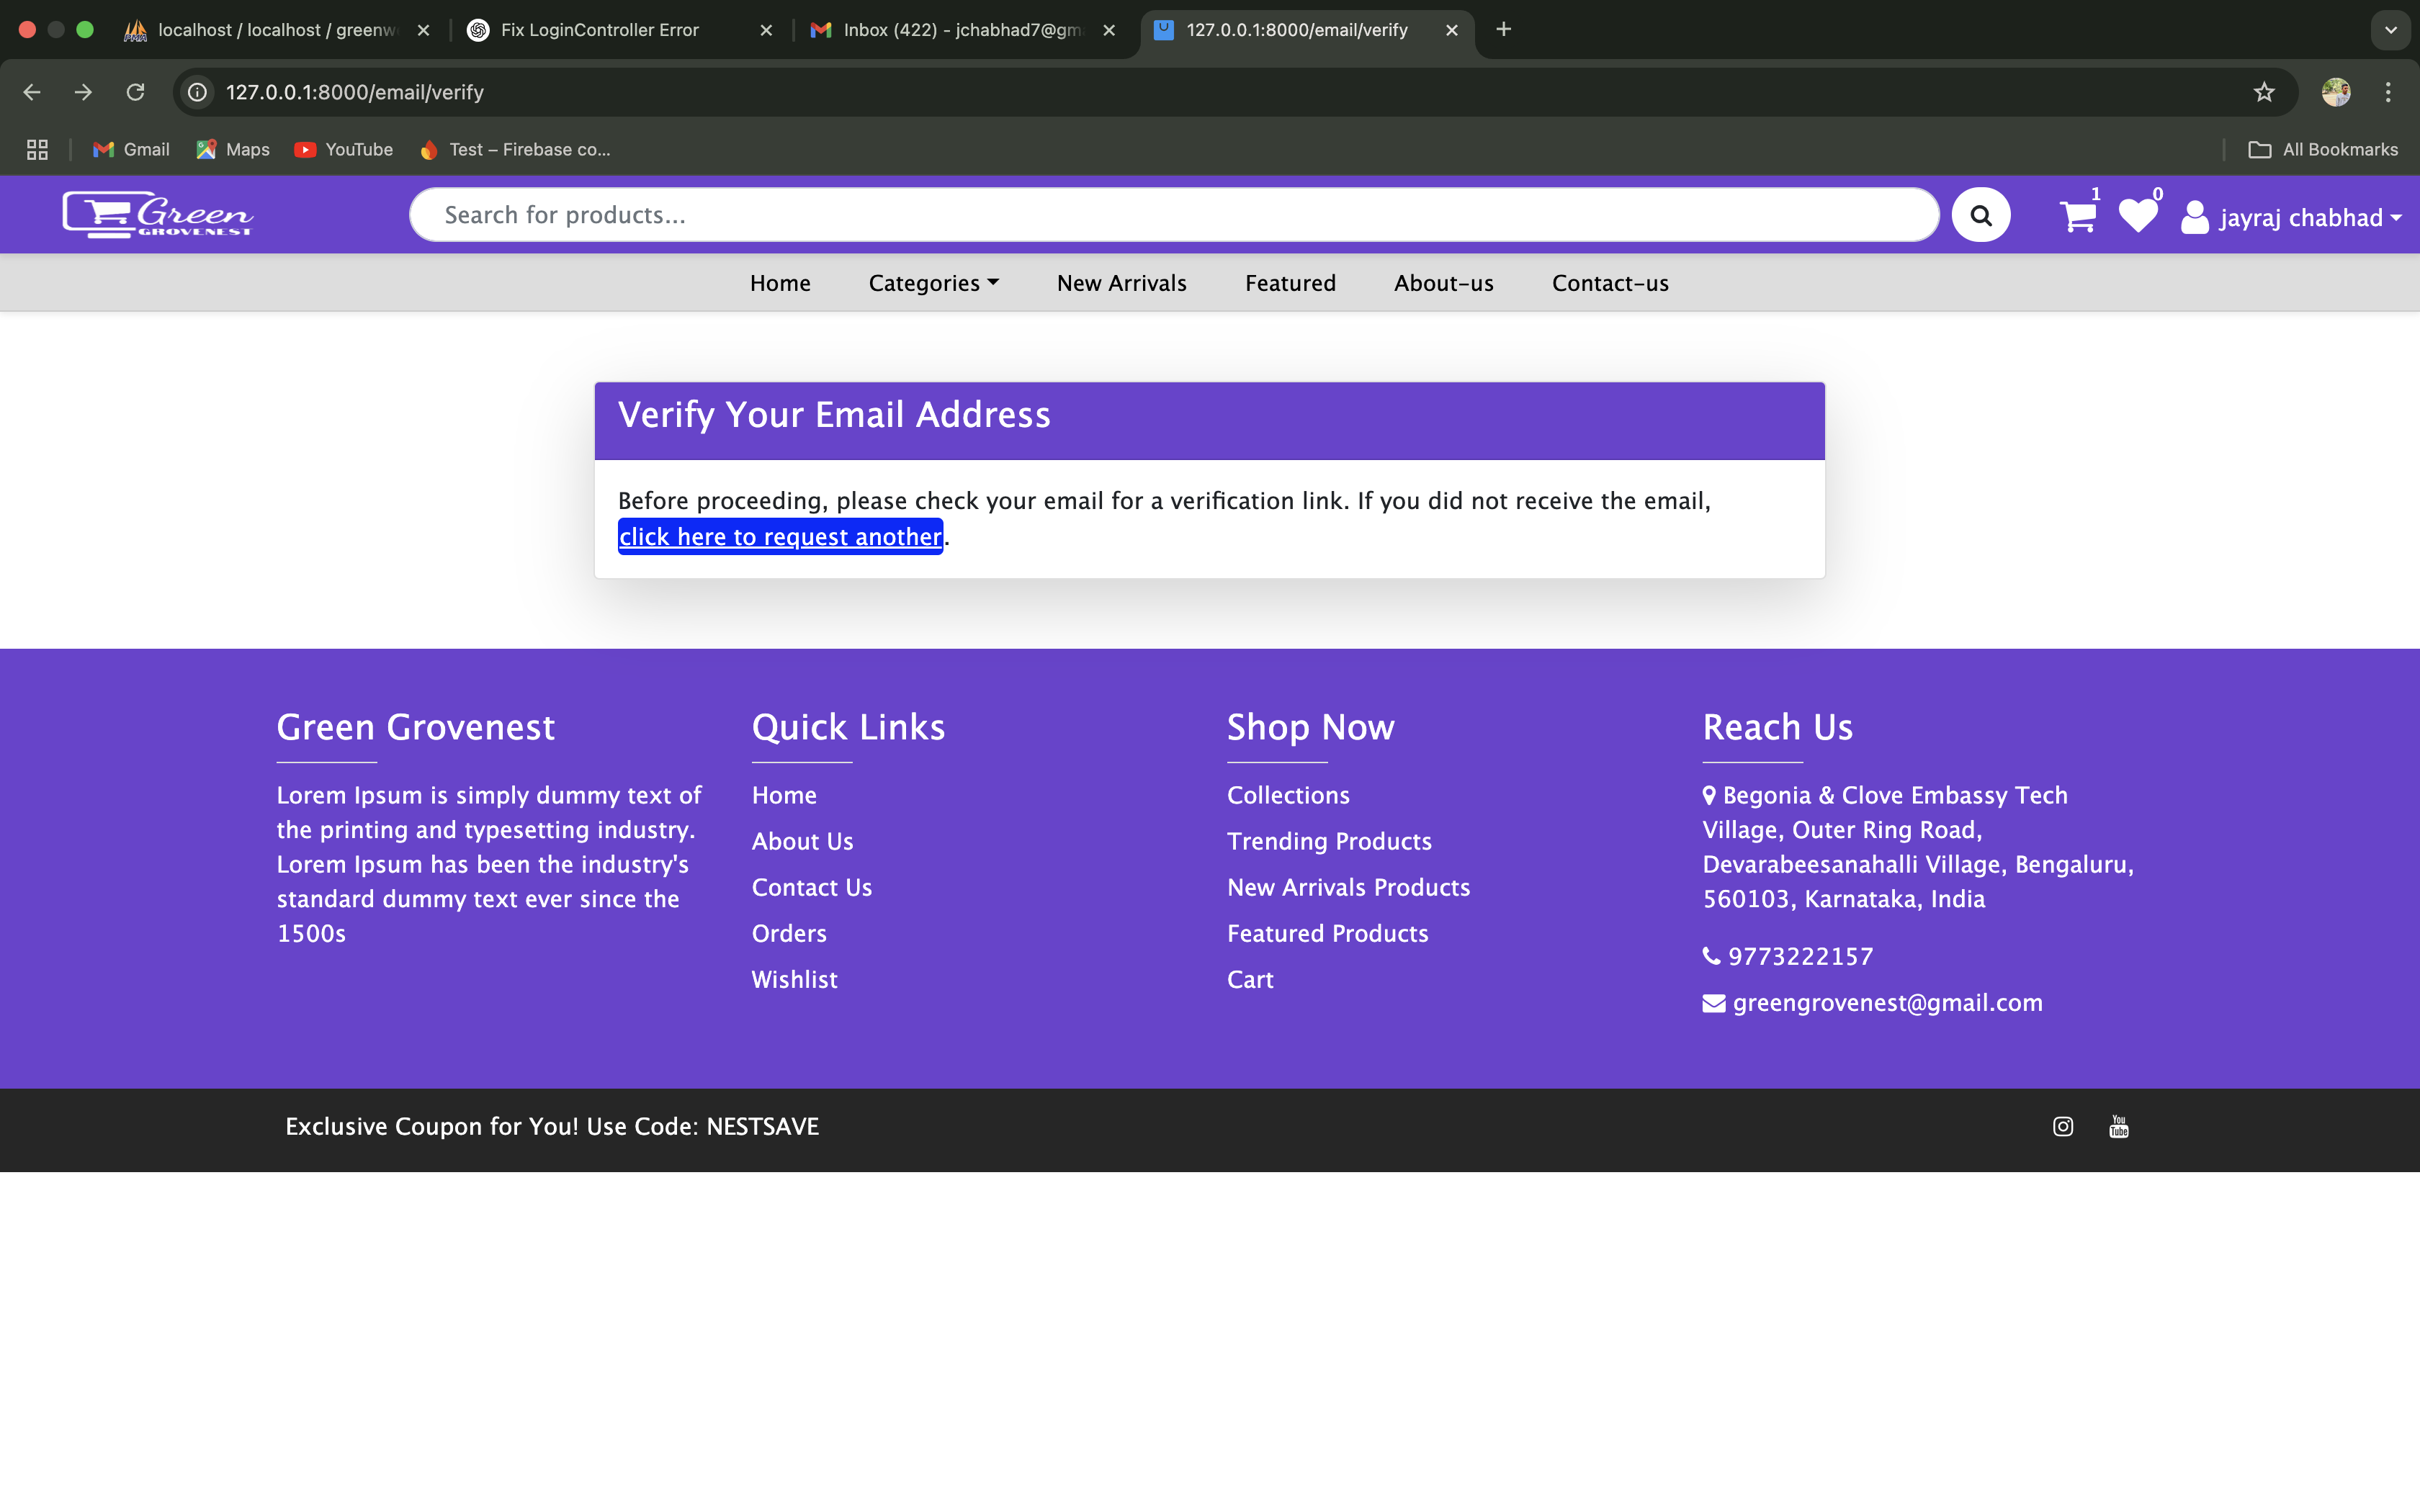 localhost / localhost / greenw
Fix LoginController Error
Inbox (422) - jchabhad7@gm
127.0.0.1:8000/email/verify
127.0.0.1:8000/email/verify
Gmail
Maps
YouTube
Test – Firebase co...
All Bookmarks
Green
GROVENEST
Search for products...
1
0
jayraj chabhad
Home
Categories
New Arrivals
Featured
About-us
Contact-us
Verify Your Email Address
Before proceeding, please check your email for a verification link. If you did not receive the email,
click here to request another.
Green Grovenest
Lorem Ipsum is simply dummy text of
the printing and typesetting industry.
Lorem Ipsum has been the industry's
standard dummy text ever since the
1500s
Quick Links
Home
About Us
Contact Us
Orders
Wishlist
Shop Now
Collections
Trending Products
New Arrivals Products
Featured Products
Cart
Reach Us
Begonia & Clove Embassy Tech
Village, Outer Ring Road,
Devarabeesanahalli Village, Bengaluru,
560103, Karnataka, India
9773222157
greengrovenest@gmail.com
Exclusive Coupon for You! Use Code: NESTSAVE
You
Tube